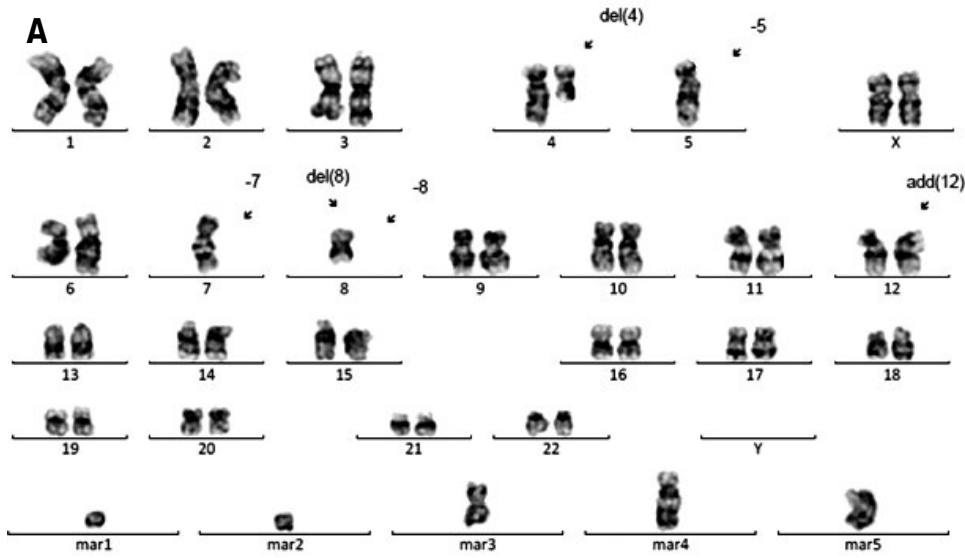 A
del(4)
-5
1 2 3 4 5 X
-7 del(8) -8 add(12)
6 7 8 9 10 11 12
13 14 15 16 17 18
19 20 21 22 Y
mar1 mar2 mar3 mar4 mar5